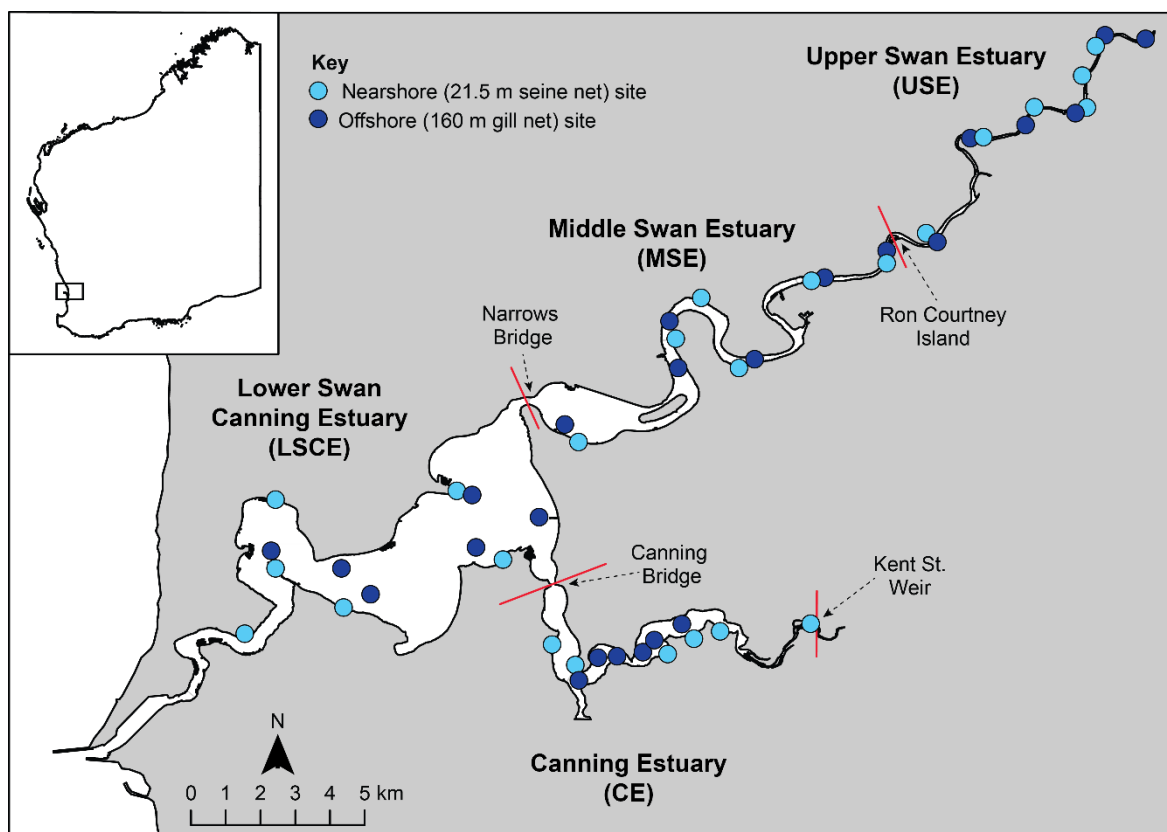 Key
Nearshore (21.5 m seine net) site
Offshore (160 m gill net) site
Upper Swan Estuary
(USE)
Middle Swan Estuary
(MSE)
Narrows
Bridge
Ron Courtney
Island
Lower Swan
Canning Estuary
(LSCE)
Canning
Bridge
Kent St.
Weir
Canning Estuary
(CE)
N
0 1 2 3 4 5 km